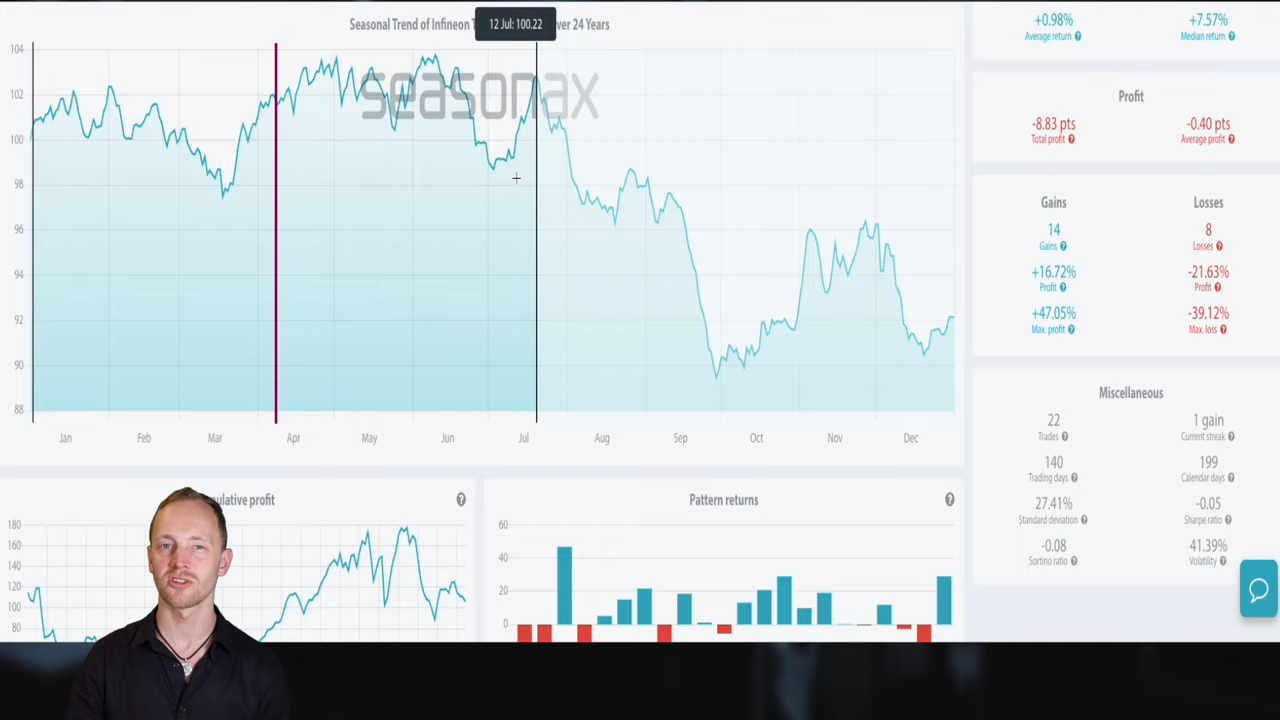 Seasonal Trend of Infineon
12 Jul: 100.22
ver 24 Years
seasonax
104
102
100
98
96
94
92
90
88
Jan Feb Mar Apr May Jun Jul Aug Sep Oct Nov Dec
+0.98% +7.57%
Average return Median return
Profit
-8.83 pts -0.40 pts
Total profit Average profit
Gains Losses
14 8
Gains Losses
+16.72% -21.63%
Profit Profit
+47.05% -39.12%
Max. profit Max. loss
Miscellaneous
22 1 gain
Trades Current streak
140 199
Trading days Calendar days
27.41% -0.05
Standard deviation Sharpe ratio
-0.08 41.39%
Sortino ratio Volatility
ulative profit
180
160
140
120
100
80
Pattern returns
60
40
20
0